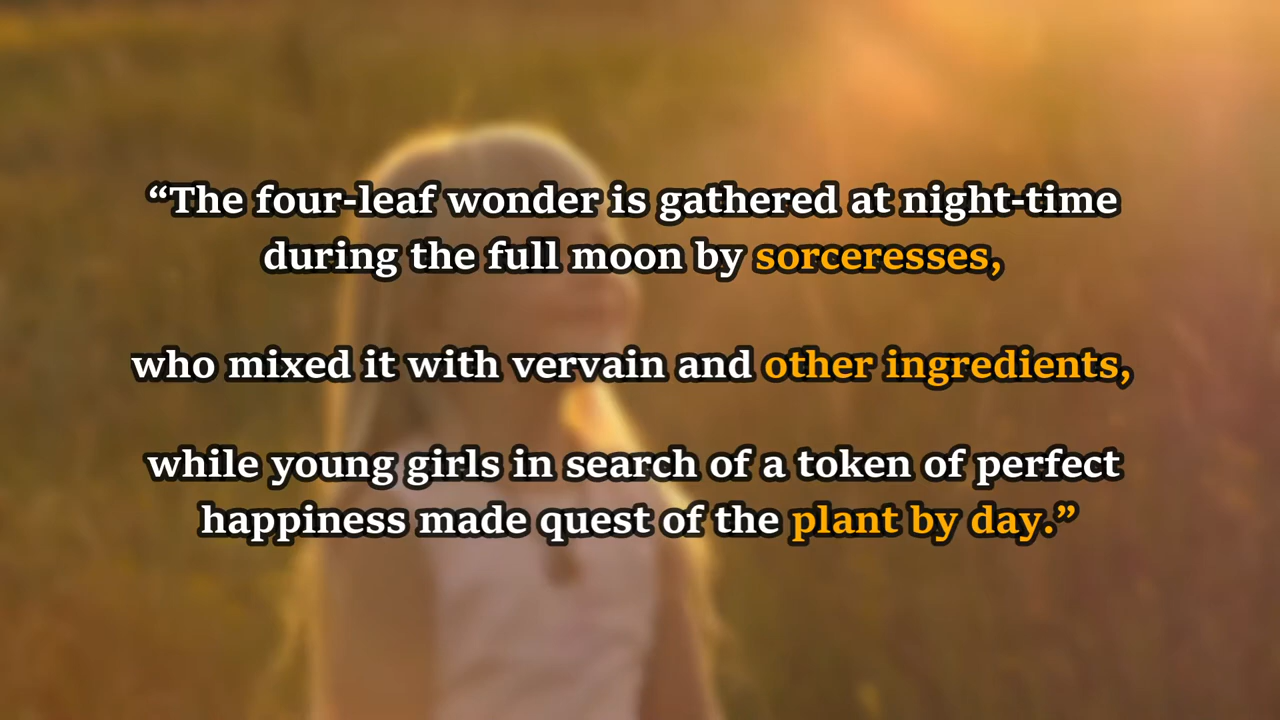 “The four-leaf wonder is gathered at night-time
during the full moon by sorceresses,
who mixed it with vervain and other ingredients,
while young girls in search of a token of perfect
happiness made quest of the plant by day.”